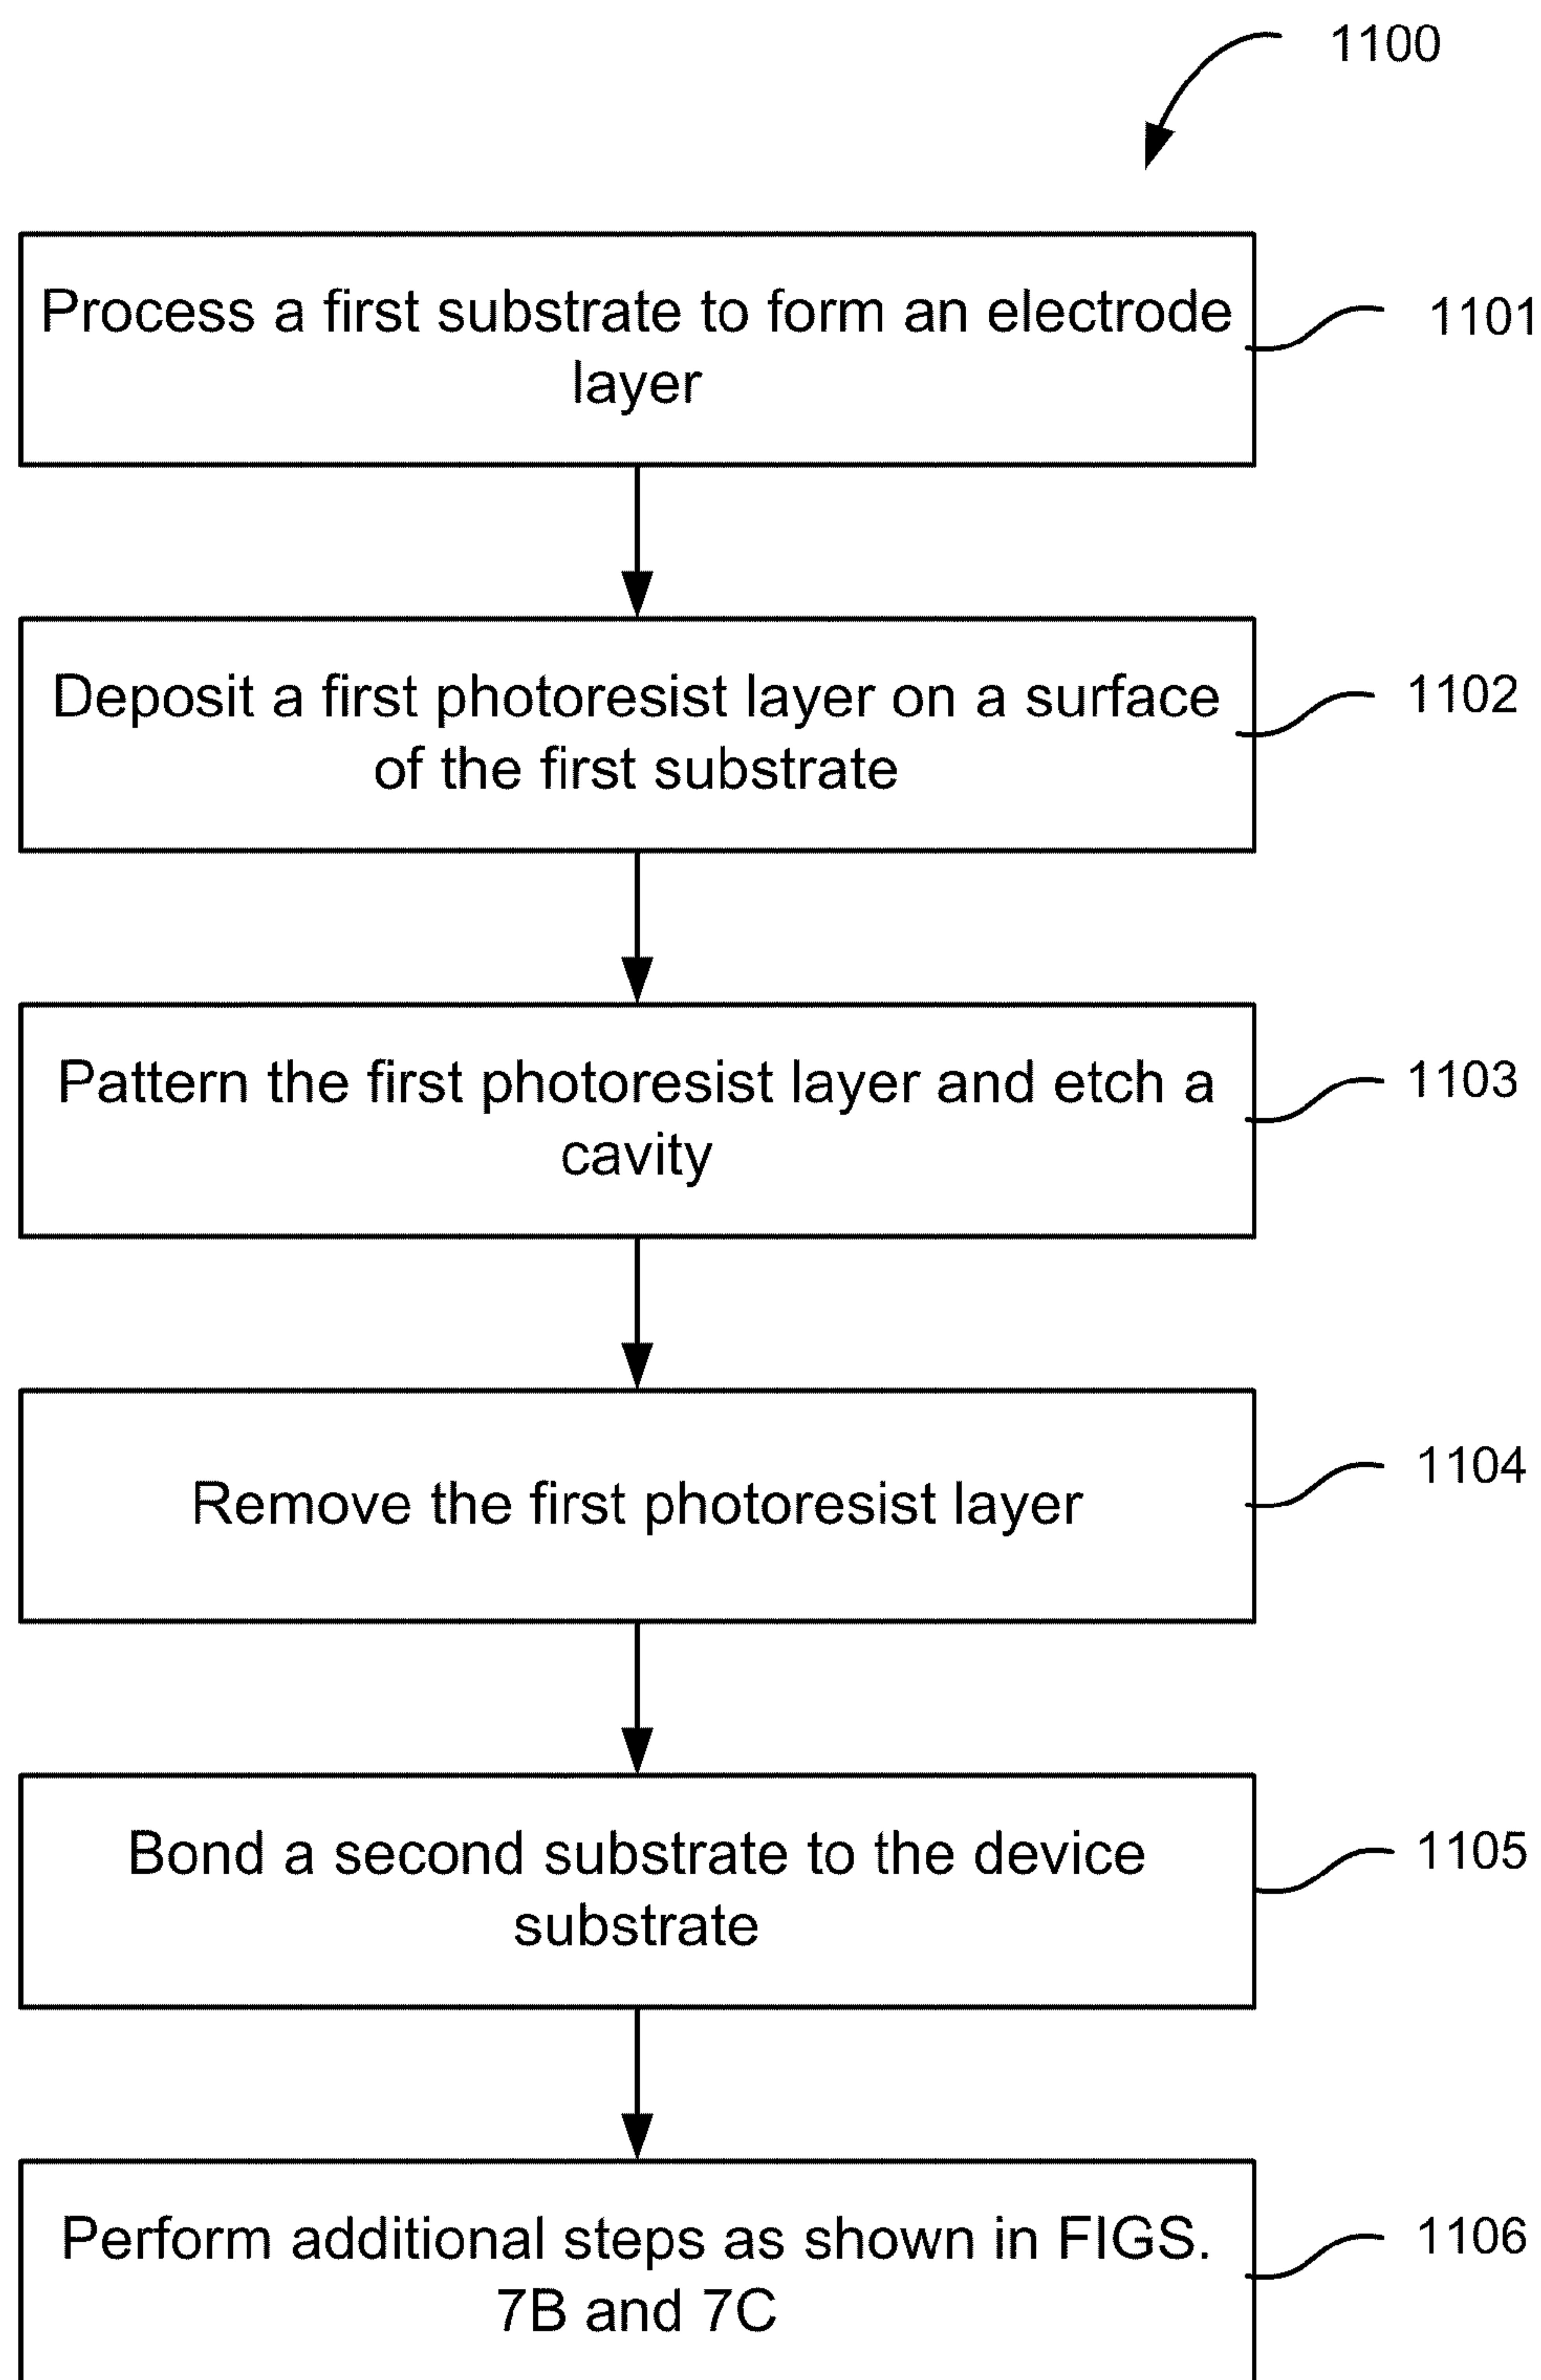 1100
Process a first substrate to form an electrode
layer
1101
Deposit a first photoresist layer on a surface
of the first substrate
1102
Pattern the first photoresist layer and etch a
cavity
1103
Remove the first photoresist layer
1104
Bond a second substrate to the device
substrate
1105
Perform additional steps as shown in FIGS.
7B and 7C
1106